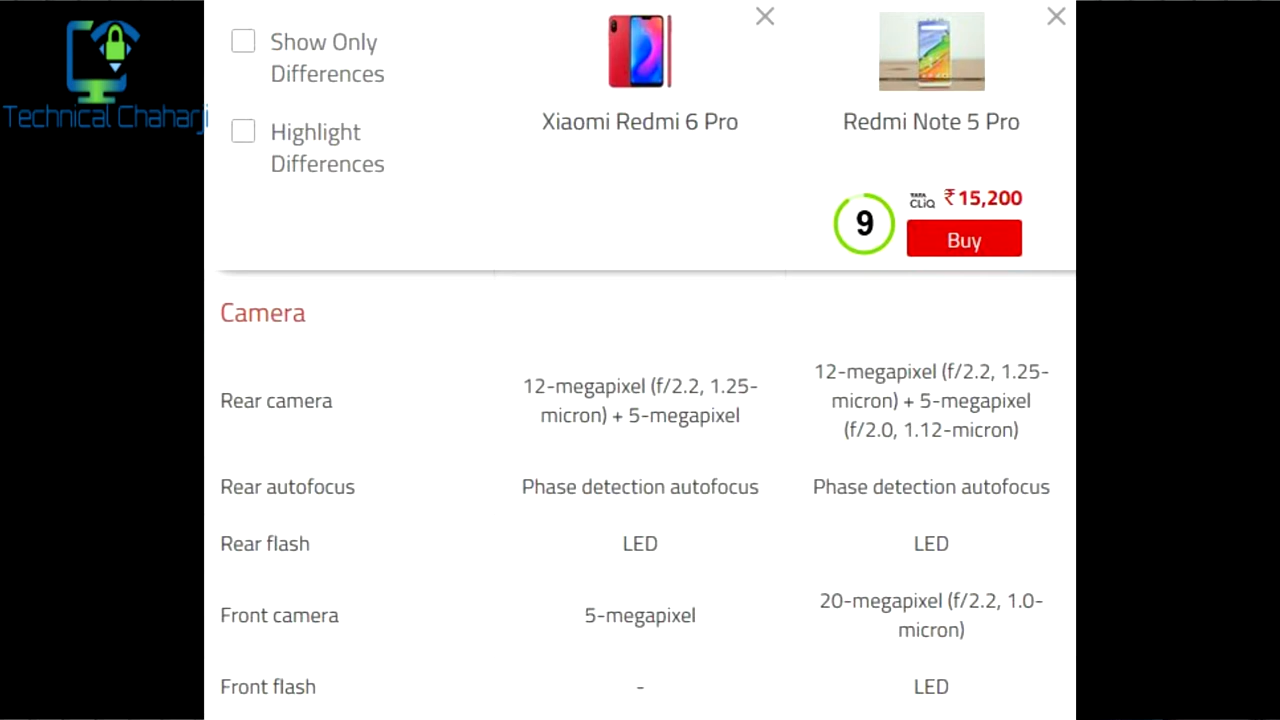 Technical Chaharji
Show Only
Differences
Highlight
Differences
Xiaomi Redmi 6 Pro
Redmi Note 5 Pro
9
TATA
CLiQ
₹ 15,200
Buy
Camera
Rear camera
12-megapixel (f/2.2, 1.25-
micron) + 5-megapixel
12-megapixel (f/2.2, 1.25-
micron) + 5-megapixel
(f/2.0, 1.12-micron)
Rear autofocus
Phase detection autofocus
Phase detection autofocus
Rear flash
LED
LED
Front camera
5-megapixel
20-megapixel (f/2.2, 1.0-
micron)
Front flash
-
LED